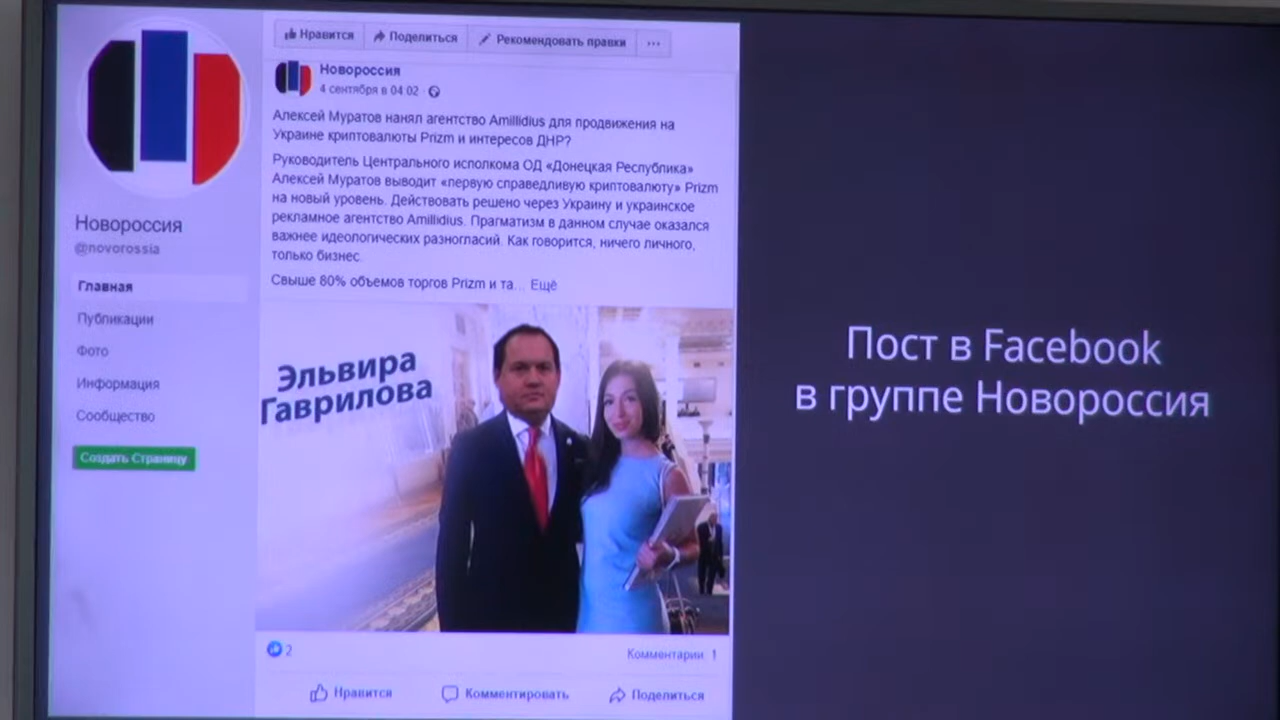 Новороссия
@novorossia
Главная
Публикации
Фото
Информация
Сообщество
Создать Страницу
Нравится
Поделиться
Рекомендовать правки
...
Новороссия
4 сентября в 04:02 ·
Алексей Муратов нанял агентство Amillidius для продвижения на
Украине криптовалюты Prizm и интересов ДНР?
Руководитель Центрального исполкома ОД «Донецкая Республика»
Алексей Муратов выводит «первую справедливую криптовалюту» Prizm
на новый уровень. Действовать решено через Украину и украинское
рекламное агентство Amillidius. Прагматизм в данном случае оказался
важнее идеологических разногласий. Как говорится, ничего личного,
только бизнес.
Свыше 80% объемов торгов Prizm и та... Ещё
Эльвира
Гаврилова
2
Комментарии: 1
Нравится
Комментировать
Поделиться
Пост в Facebook
в группе Новороссия